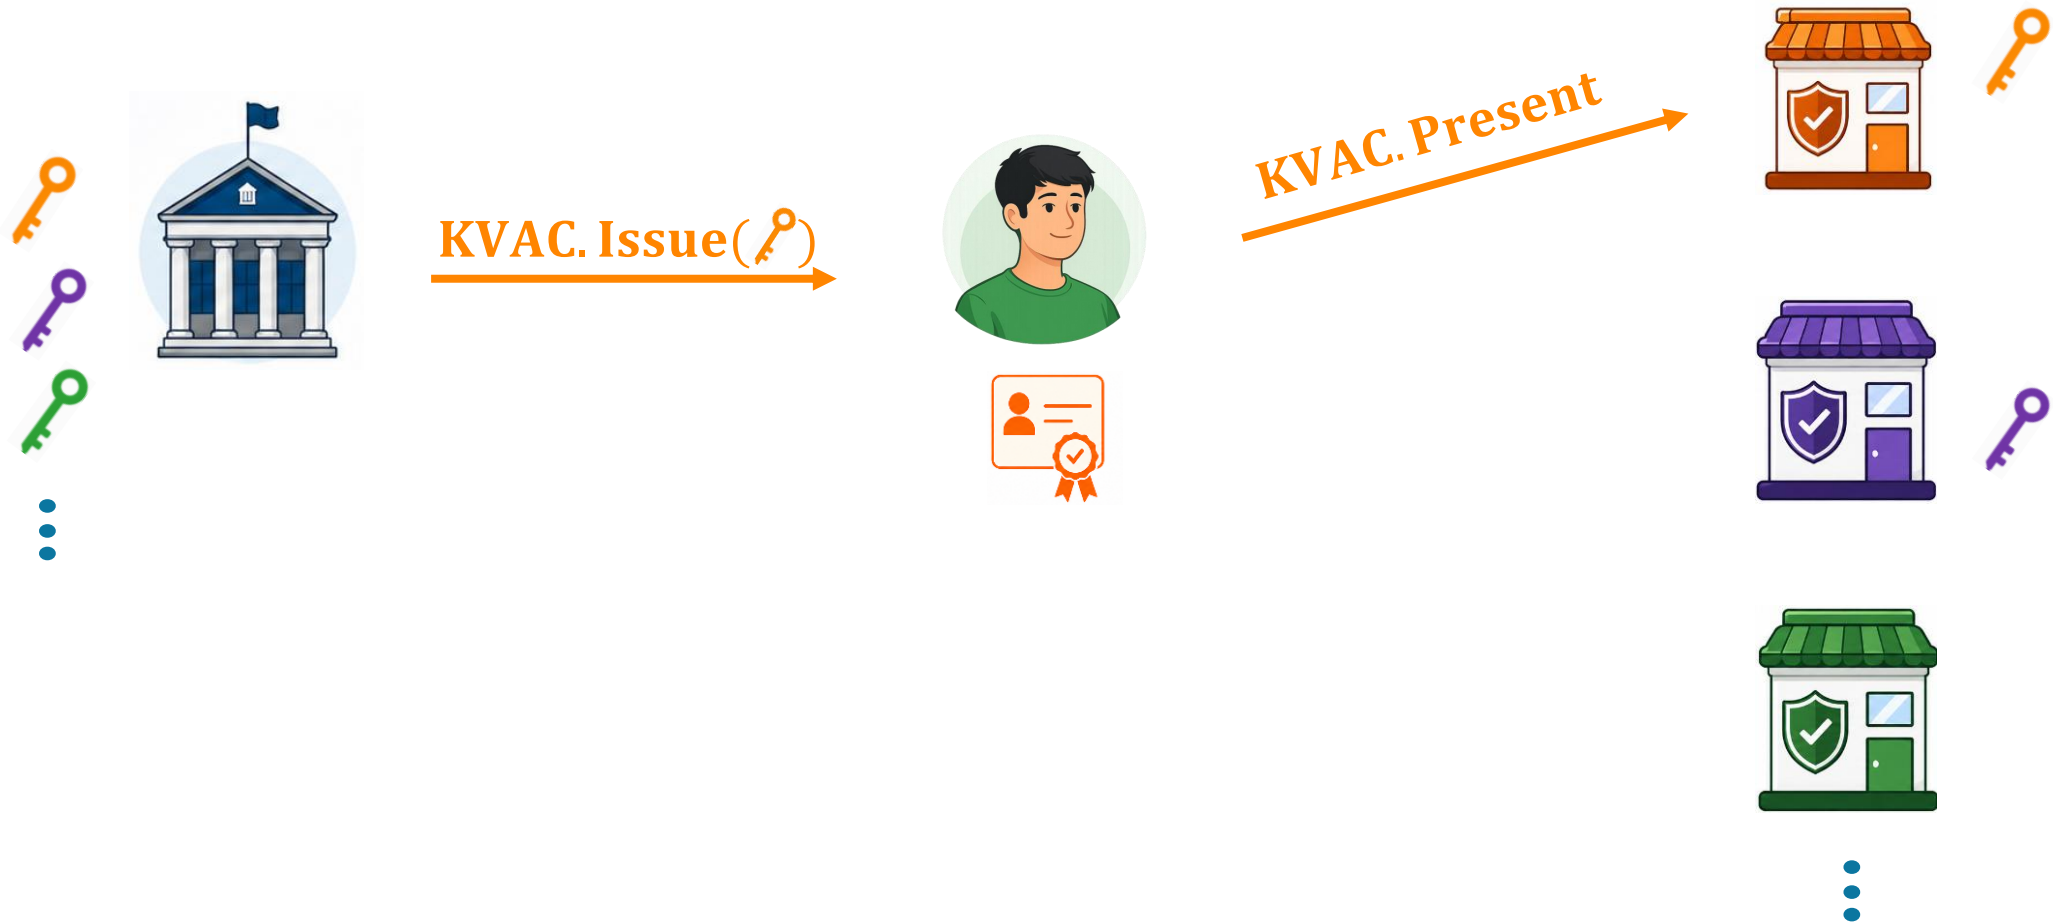 KVAC. Issue()
KVAC. Present